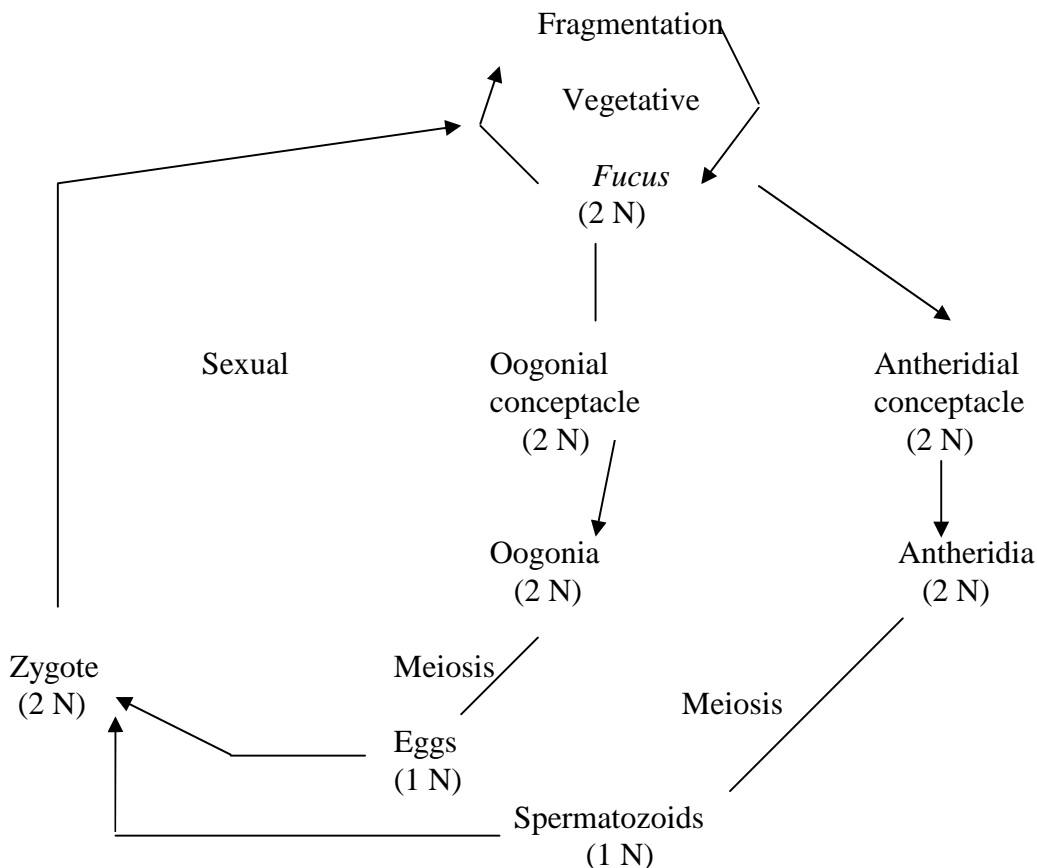 Fragmentation
Vegetative
Fucus
(2 N)
Sexual
Oogonial
conceptacle
(2 N)
Antheridial
conceptacle
(2 N)
Oogonia
(2 N)
Antheridia
(2 N)
Zygote
(2 N)
Meiosis
Meiosis
Eggs
(1 N)
Spermatozoids
(1 N)